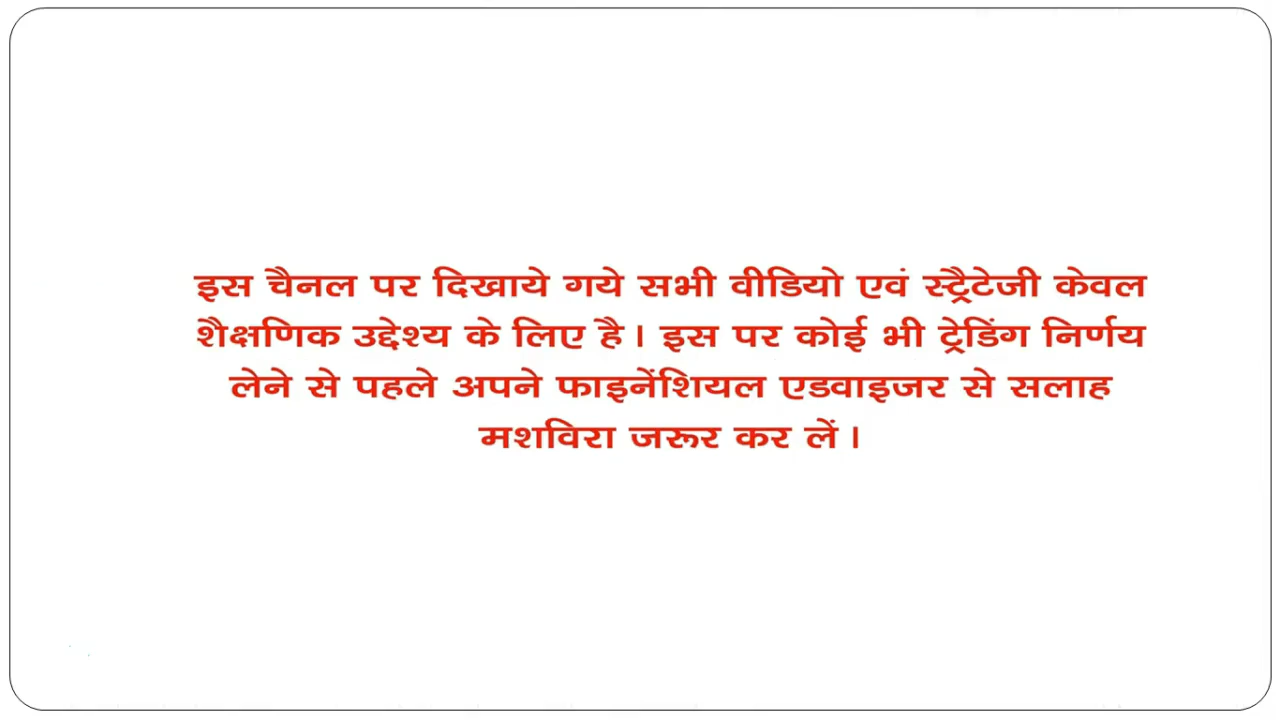 इस चैनल पर दिखाये गये सभी वीडियो एवं स्ट्रैटेजी केवल
शैक्षणिक उद्देश्य के लिए है। इस पर कोई भी ट्रेडिंग निर्णय
लेने से पहले अपने फाइनेंशियल एडवाइजर से सलाह
मशविरा जरूर कर लें।